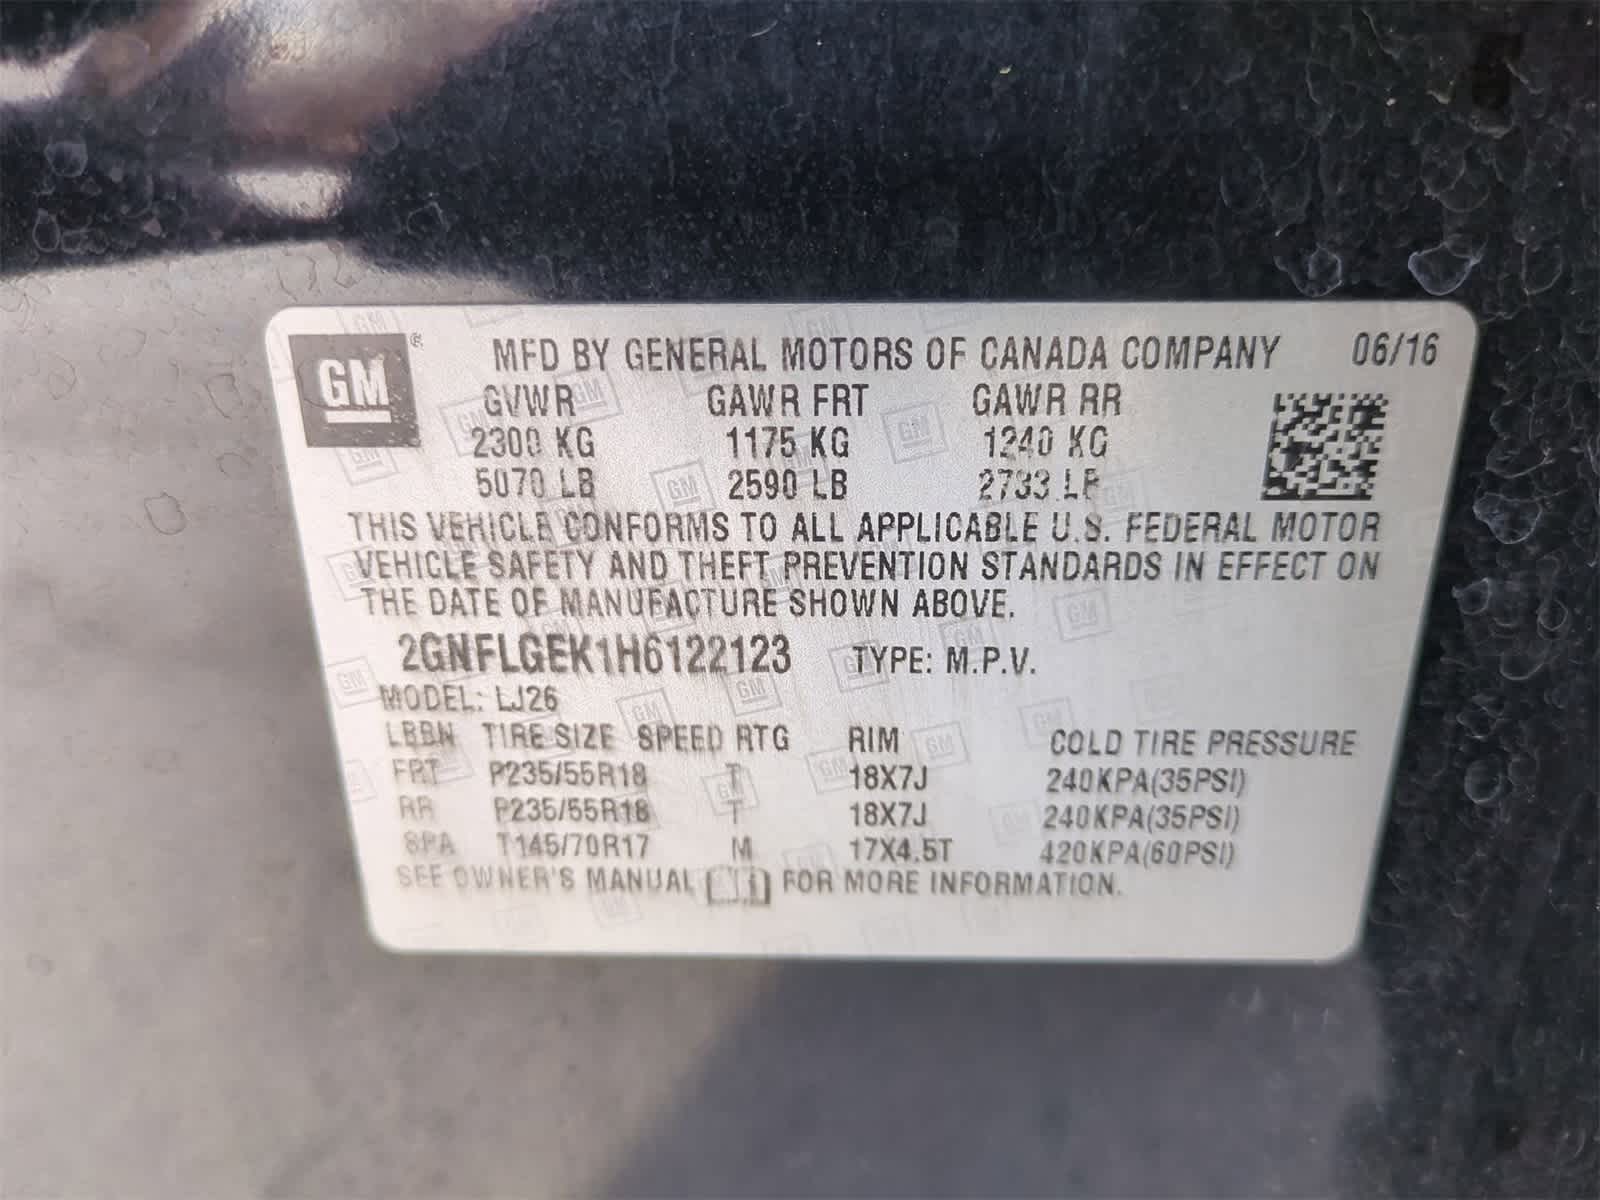 GM MFD BY GENERAL MOTORS OF CANADA COMPANY 06/16
GVWR GAWR FRT GAWR RR
2300 KG 1175 KG 1240 KG
5070 LB 2590 LB 2733 LB
THIS VEHICLE CONFORMS TO ALL APPLICABLE U.S. FEDERAL MOTOR
VEHICLE SAFETY AND THEFT PREVENTION STANDARDS IN EFFECT ON
THE DATE OF MANUFACTURE SHOWN ABOVE.
2GNFLGEK1H6122123 TYPE: M.P.V.
MODEL: LJ26
LBBN TIRE SIZE SPEED RTG RIM COLD TIRE PRESSURE
FRT P235/55R18 T 18X7J 240KPA(35PSI)
RR P235/55R18 T 18X7J 240KPA(35PSI)
SPA T145/70R17 M 17X4.5T 420KPA(60PSI)
SEE OWNER'S MANUAL FOR MORE INFORMATION.